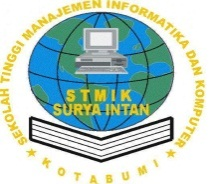 SEKOLAH TINGGI MANAJEMEN INFORMATIKA DAN KOMPUTER
STMIK
SURYA INTAN
KOTABUMI